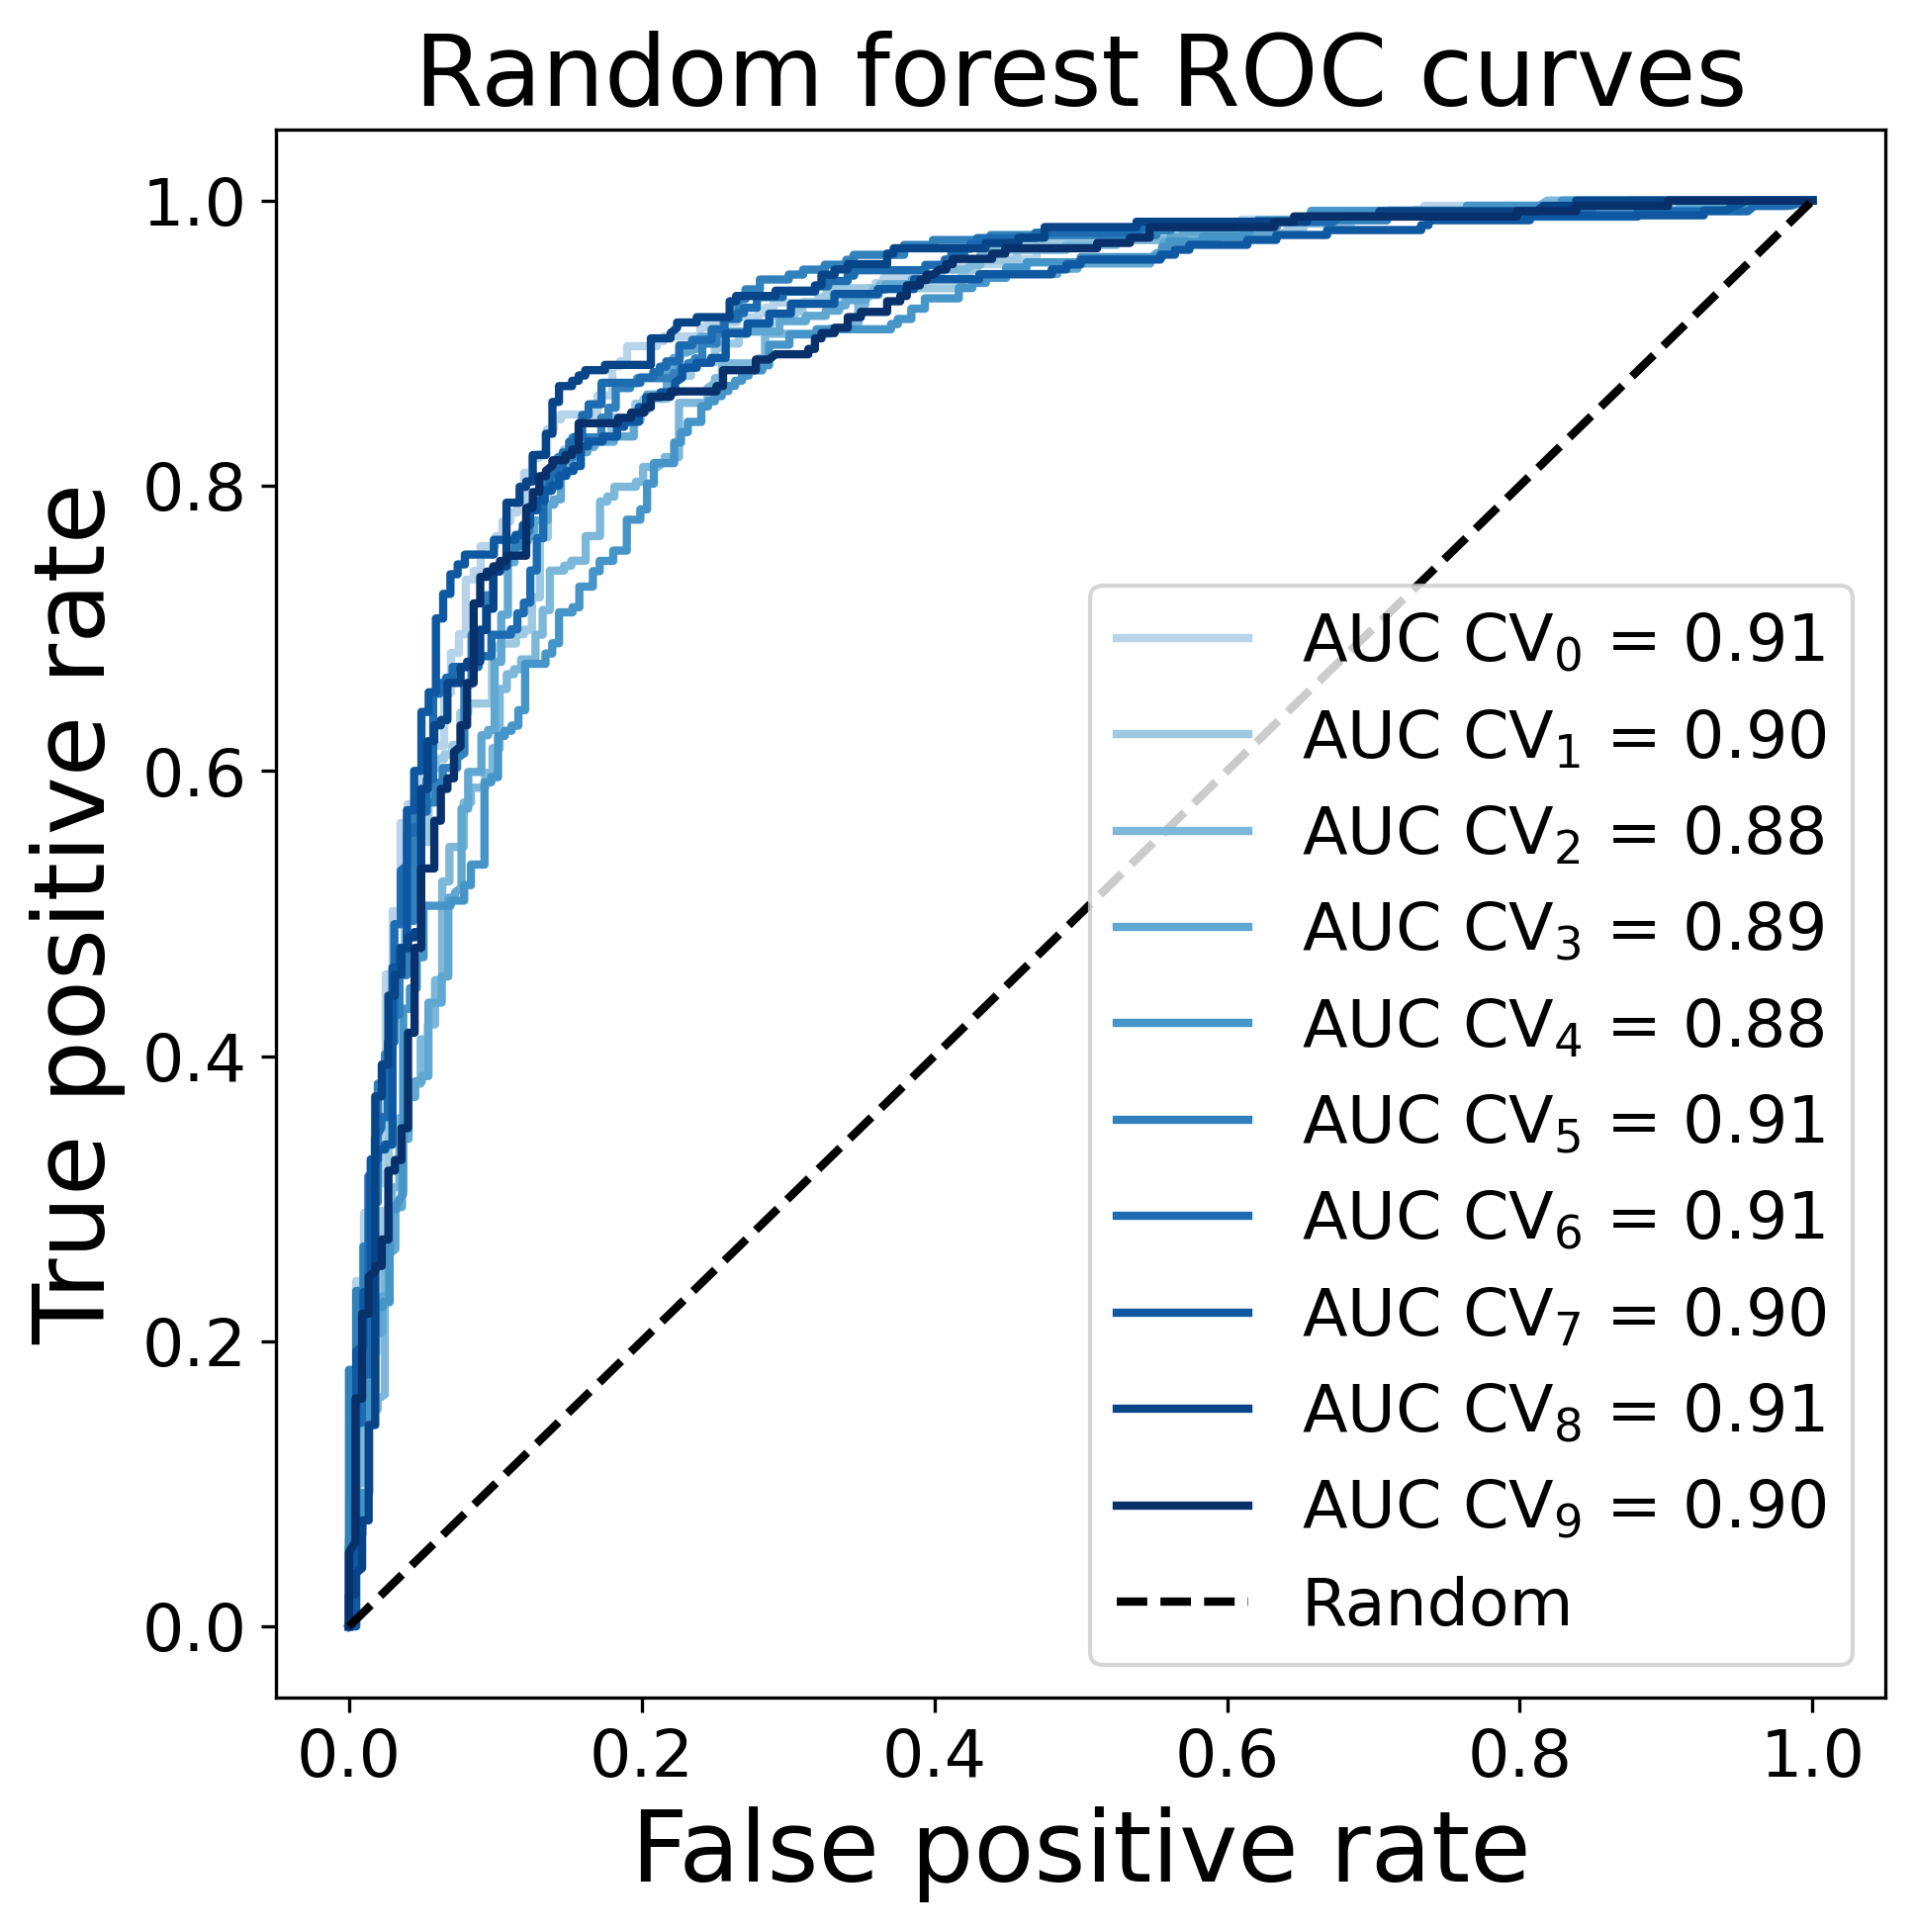 Random forest ROC curves
True positive rate
1.0
0.8
0.6
0.4
0.2
0.0
AUC CV₀ = 0.91
AUC CV₁ = 0.90
AUC CV₂ = 0.88
AUC CV₃ = 0.89
AUC CV₄ = 0.88
AUC CV₅ = 0.91
AUC CV₆ = 0.91
AUC CV₇ = 0.90
AUC CV₈ = 0.91
AUC CV₉ = 0.90
Random
0.0 0.2 0.4 0.6 0.8 1.0
False positive rate